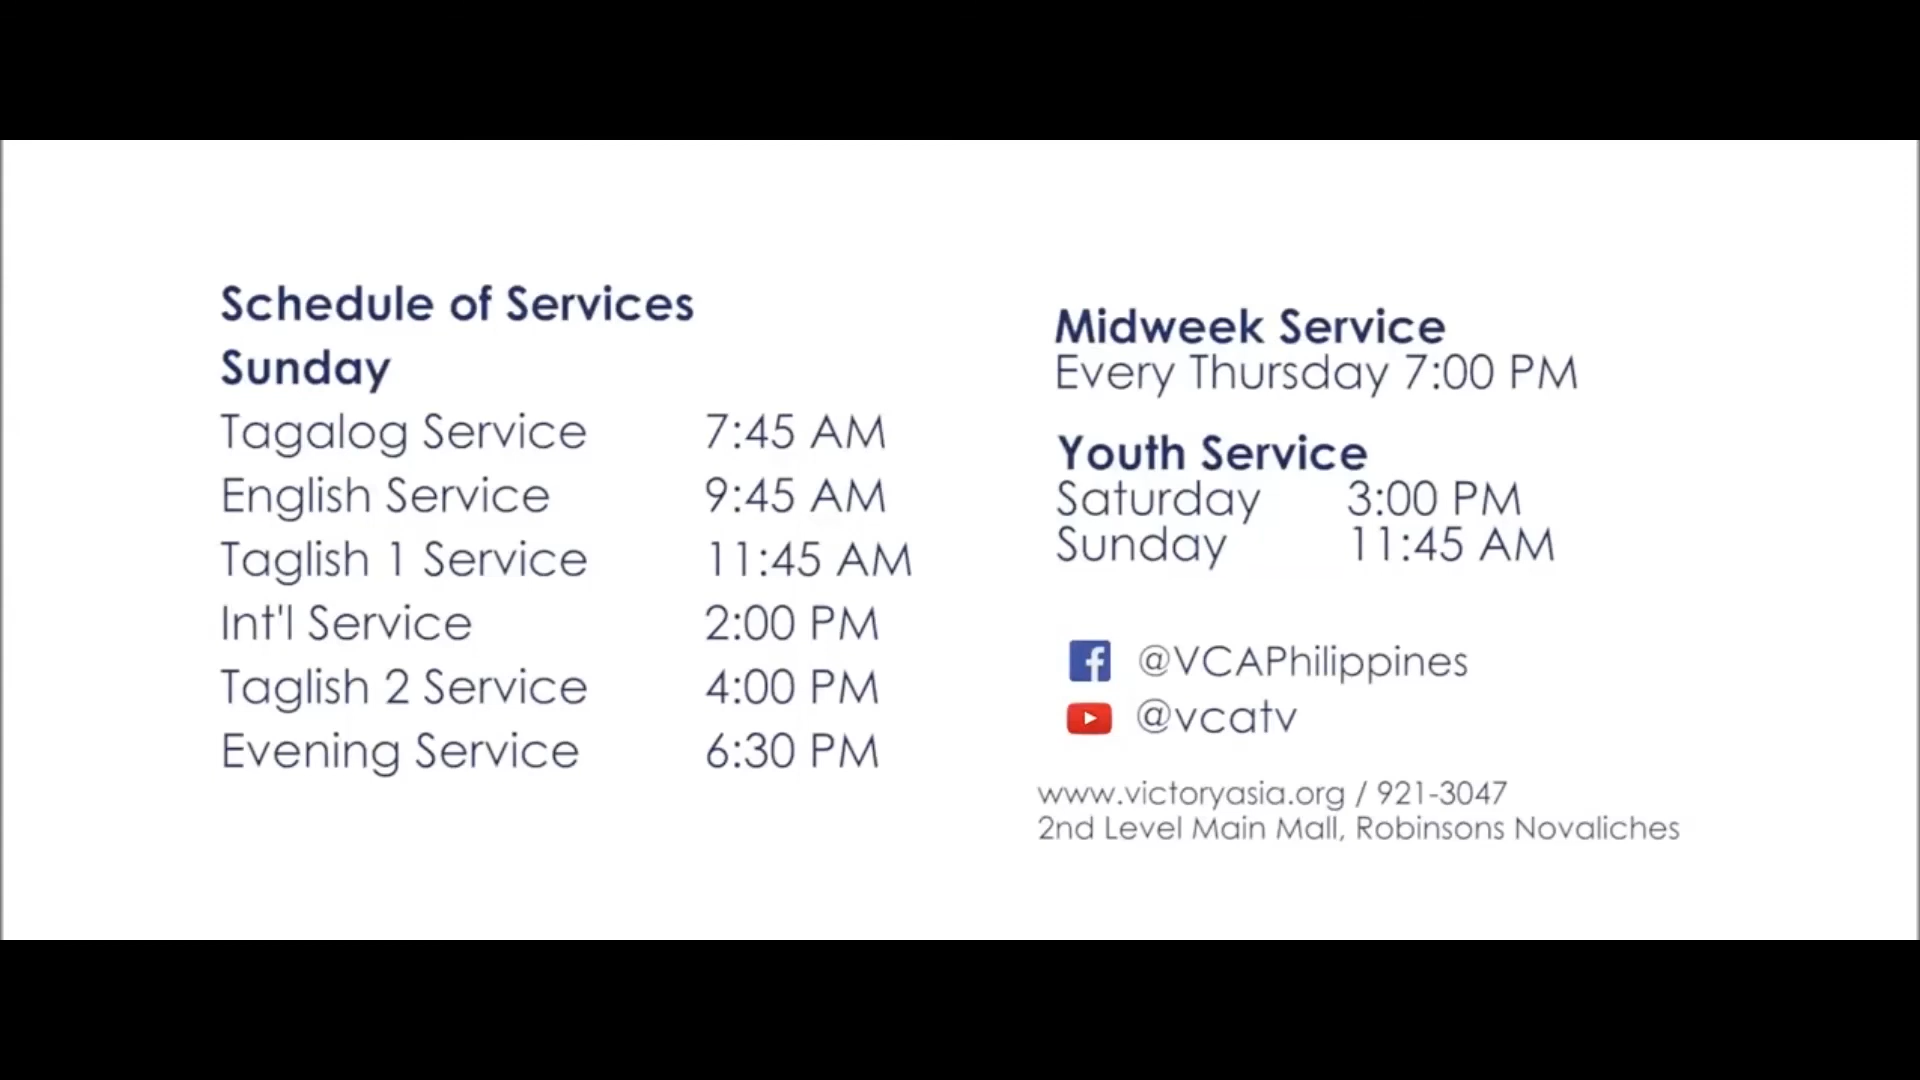 Schedule of Services
Sunday
Tagalog Service 7:45 AM
English Service 9:45 AM
Taglish 1 Service 11:45 AM
Int'l Service 2:00 PM
Taglish 2 Service 4:00 PM
Evening Service 6:30 PM
Midweek Service
Every Thursday 7:00 PM
Youth Service
Saturday 3:00 PM
Sunday 11:45 AM
@VCAPhilippines
@vcatv
www.victoryasia.org / 921-3047
2nd Level Main Mall, Robinsons Novaliches